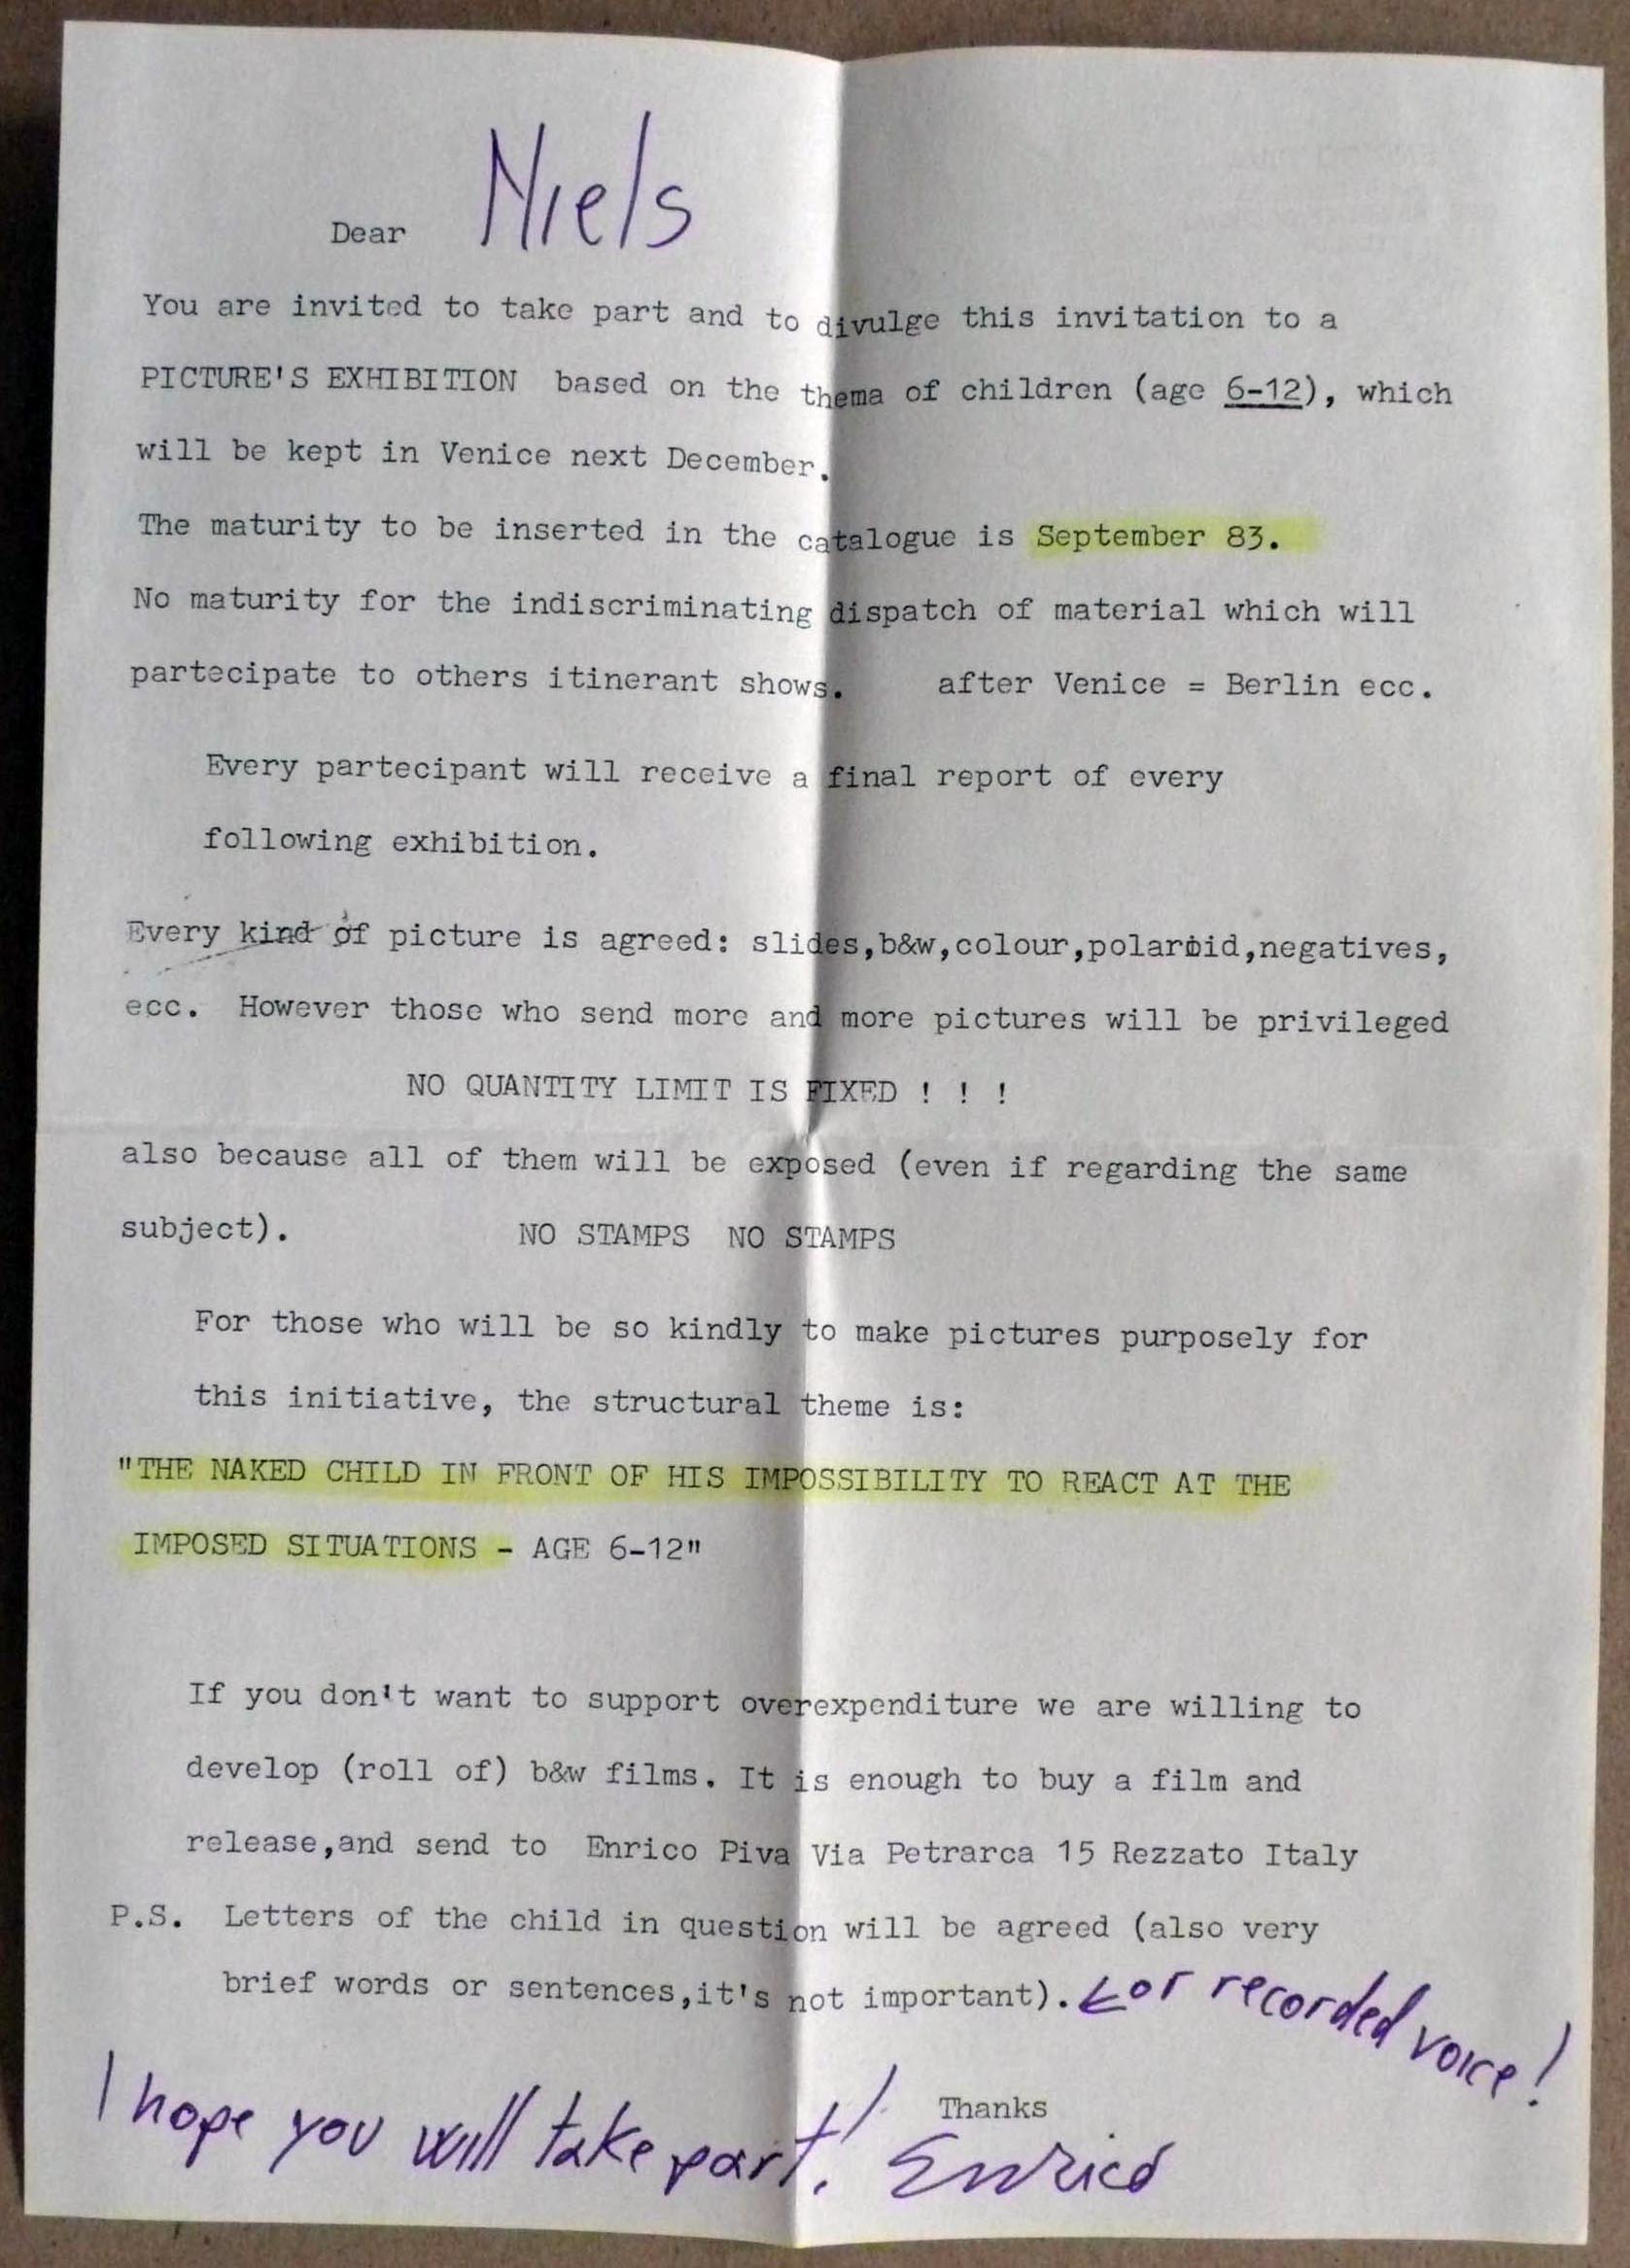 Dear Niels
You are invited to take part and to divulge this invitation to a
PICTURE'S EXHIBITION based on the thema of children (age 6-12), which
will be kept in Venice next December.
The maturity to be inserted in the catalogue is September 83.
No maturity for the indiscriminating dispatch of material which will
partecipate to others itinerant shows. after Venice = Berlin ecc.
Every partecipant will receive a final report of every
following exhibition.
Every kind of picture is agreed: slides,b&w,colour,polaroid,negatives,
ecc. However those who send more and more pictures will be privileged
NO QUANTITY LIMIT IS FIXED ! ! !
also because all of them will be exposed (even if regarding the same
subject). NO STAMPS NO STAMPS
For those who will be so kindly to make pictures purposely for
this initiative, the structural theme is:
"THE NAKED CHILD IN FRONT OF HIS IMPOSSIBILITY TO REACT AT THE
IMPOSED SITUATIONS - AGE 6-12"
If you don't want to support overexpenditure we are willing to
develop (roll of) b&w films. It is enough to buy a film and
release,and send to Enrico Piva Via Petrarca 15 Rezzato Italy
P.S. Letters of the child in question will be agreed (also very
brief words or sentences,it's not important). ← or recorded voice!
Thanks
I hope you will take part! Enrico